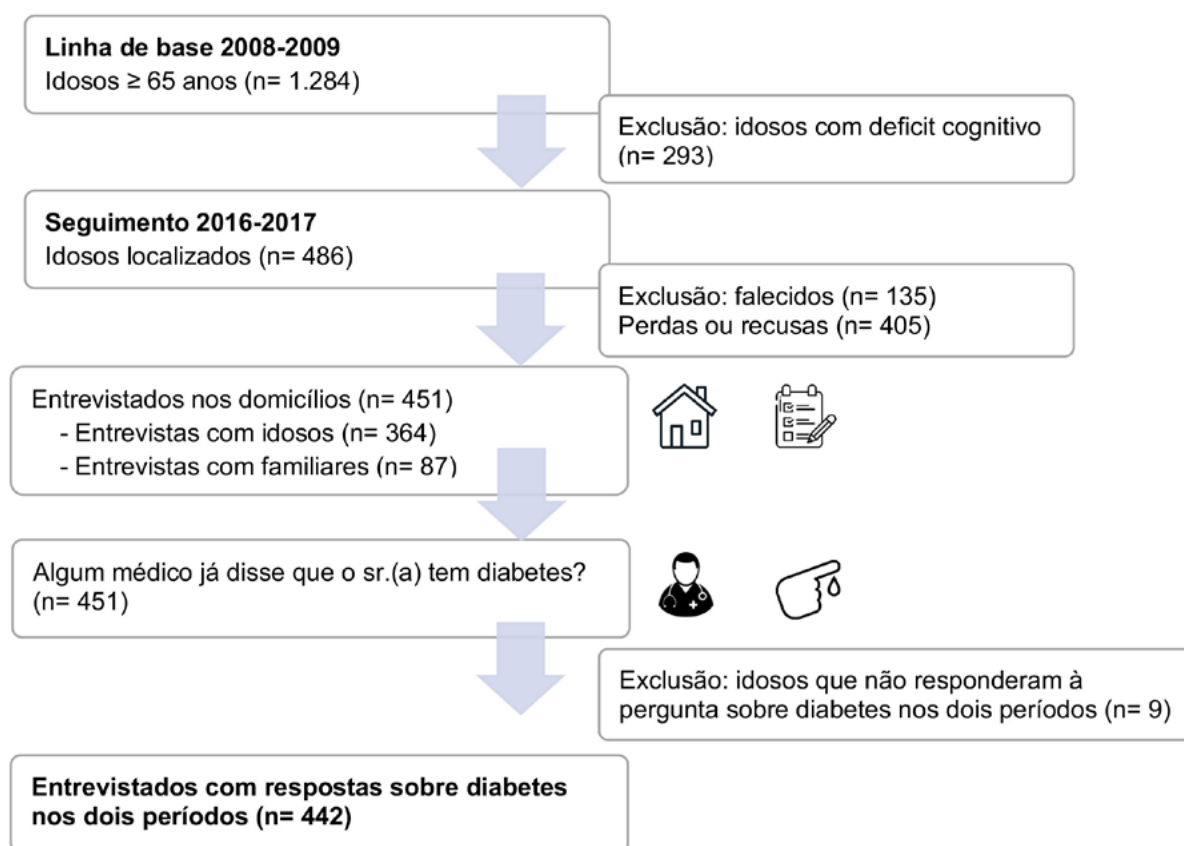 Linha de base 2008-2009
Idosos ≥ 65 anos (n= 1.284)
Exclusão: idosos com deficit cognitivo
(n= 293)
Seguimento 2016-2017
Idosos localizados (n= 486)
Exclusão: falecidos (n= 135)
Perdas ou recusas (n= 405)
Entrevistados nos domicílios (n= 451)
- Entrevistas com idosos (n= 364)
- Entrevistas com familiares (n= 87)
Algum médico já disse que o sr.(a) tem diabetes?
(n= 451)
Exclusão: idosos que não responderam à
pergunta sobre diabetes nos dois períodos (n= 9)
Entrevistados com respostas sobre diabetes
nos dois períodos (n= 442)